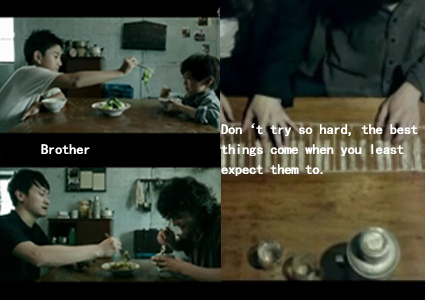 Brother
Don‘t try so hard, the best
things come when you least
expect them to.